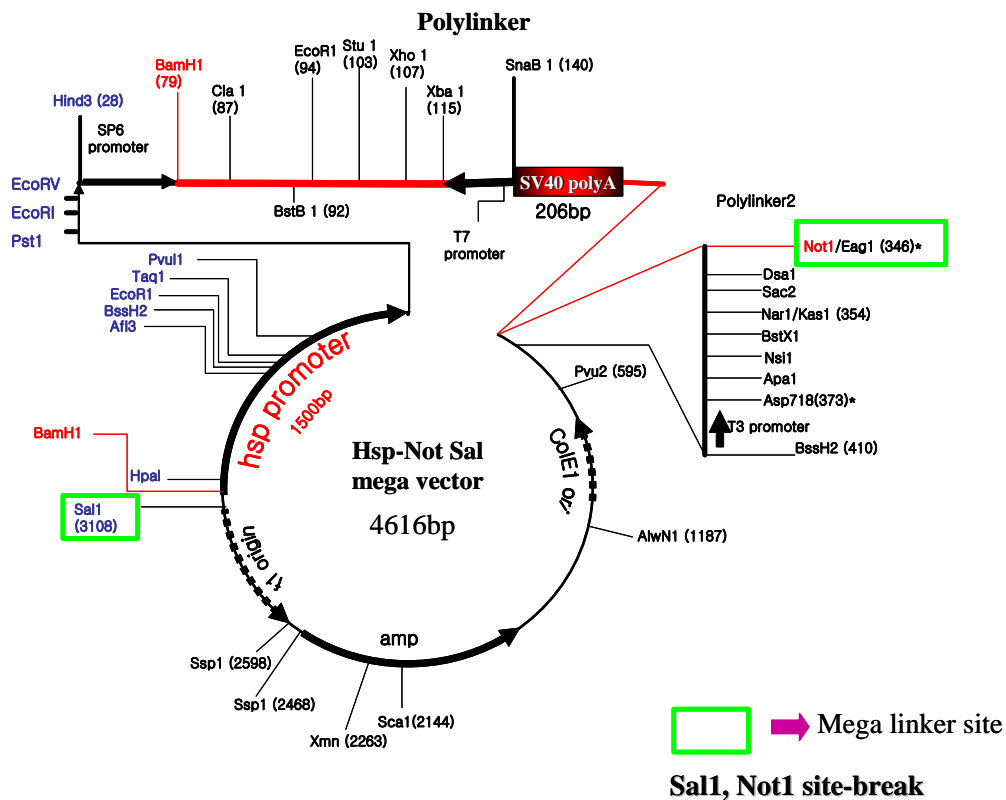 Polylinker
EcoR1
(94)
Stu 1
(103)
Xho 1
(107)
SnaB 1 (140)
BamH1
(79)
Cla 1
(87)
Xba 1
(115)
Hind3 (28)
SP6
promoter
EcoRV
EcoRI
Pst1
BstB 1 (92)
T7
promoter
SV40 polyA
206bp
Polylinker2
Not1/Eag1 (346)*
Dsa1
Sac2
Nar1/Kas1 (354)
BstX1
Nsi1
Apa1
Asp718(373)*
T3 promoter
BssH2 (410)
PvuI1
Taq1
EcoR1
BssH2
Afl3
hsp promoter
1500bp
Pvu2 (595)
BamH1
HpaI
Sal1
(3108)
Hsp-Not Sal
mega vector
4616bp
ColE1 ori
AlwN1 (1187)
f1 origin
amp
Ssp1 (2598)
Ssp1 (2468)
Xmn (2263)
Sca1(2144)
Mega linker site
Sal1, Not1 site-break